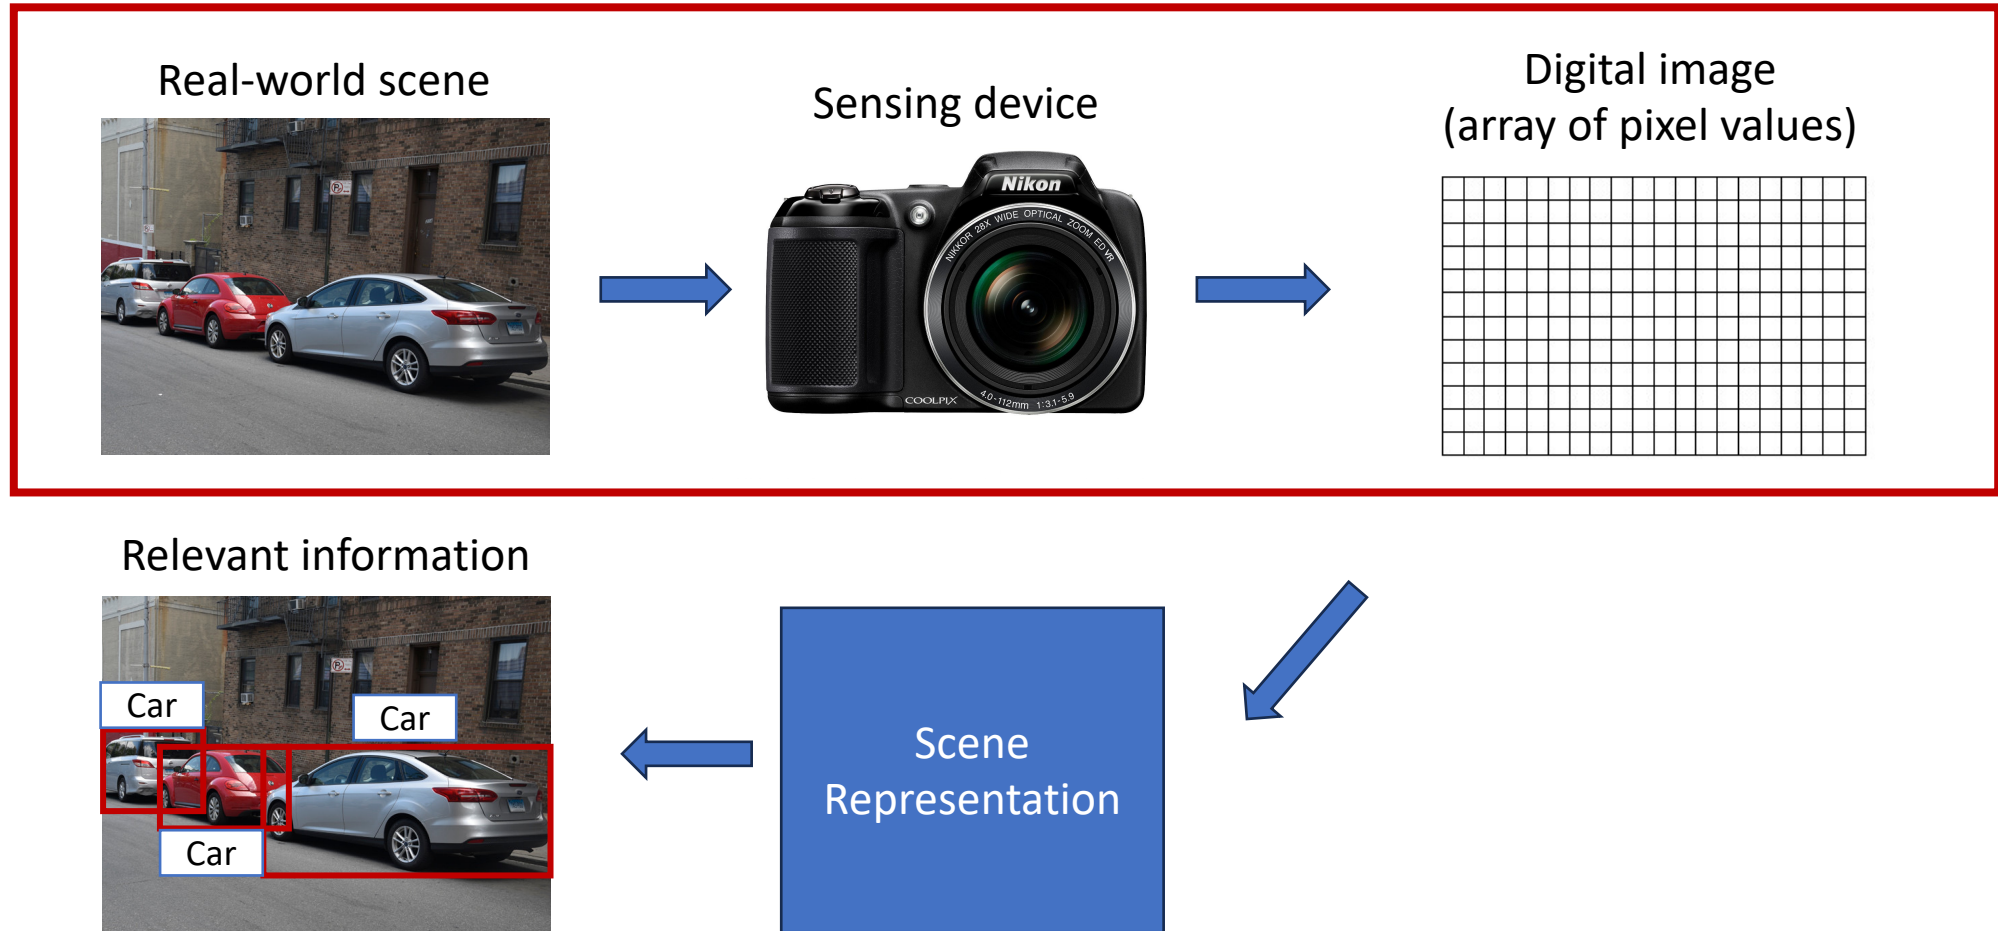 Real-world scene
Sensing device
Digital image
(array of pixel values)
Nikon
NIKKOR 28X WIDE OPTICAL ZOOM ED VR
4.0-112mm 1:3.1-5.9
COOLPIX
Relevant information
Car
Car
Car
Scene
Representation